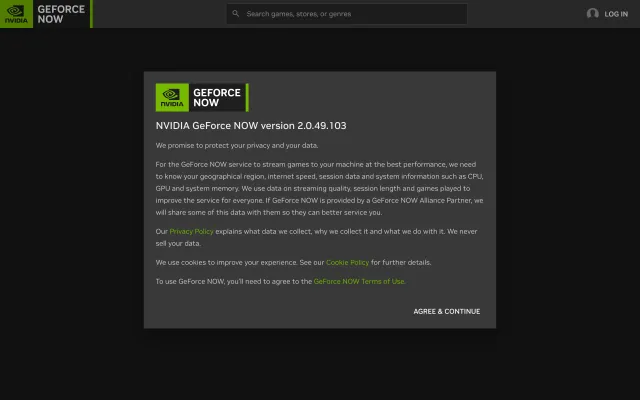 NVIDIA
GEFORCE
NOW
Search games, stores, or genres
LOG IN
NVIDIA
GEFORCE
NOW
NVIDIA GeForce NOW version 2.0.49.103
We promise to protect your privacy and your data.
For the GeForce NOW service to stream games to your machine at the best performance, we need
to know your geographical region, internet speed, session data and system information such as CPU,
GPU and system memory. We use data on streaming quality, session length and games played to
improve the service for everyone. If GeForce NOW is provided by a GeForce NOW Alliance Partner, we
will share some of this data with them so they can better service you.
Our Privacy Policy explains what data we collect, why we collect it and what we do with it. We never
sell your data.
We use cookies to improve your experience. See our Cookie Policy for further details.
To use GeForce NOW, you'll need to agree to the GeForce NOW Terms of Use.
AGREE & CONTINUE